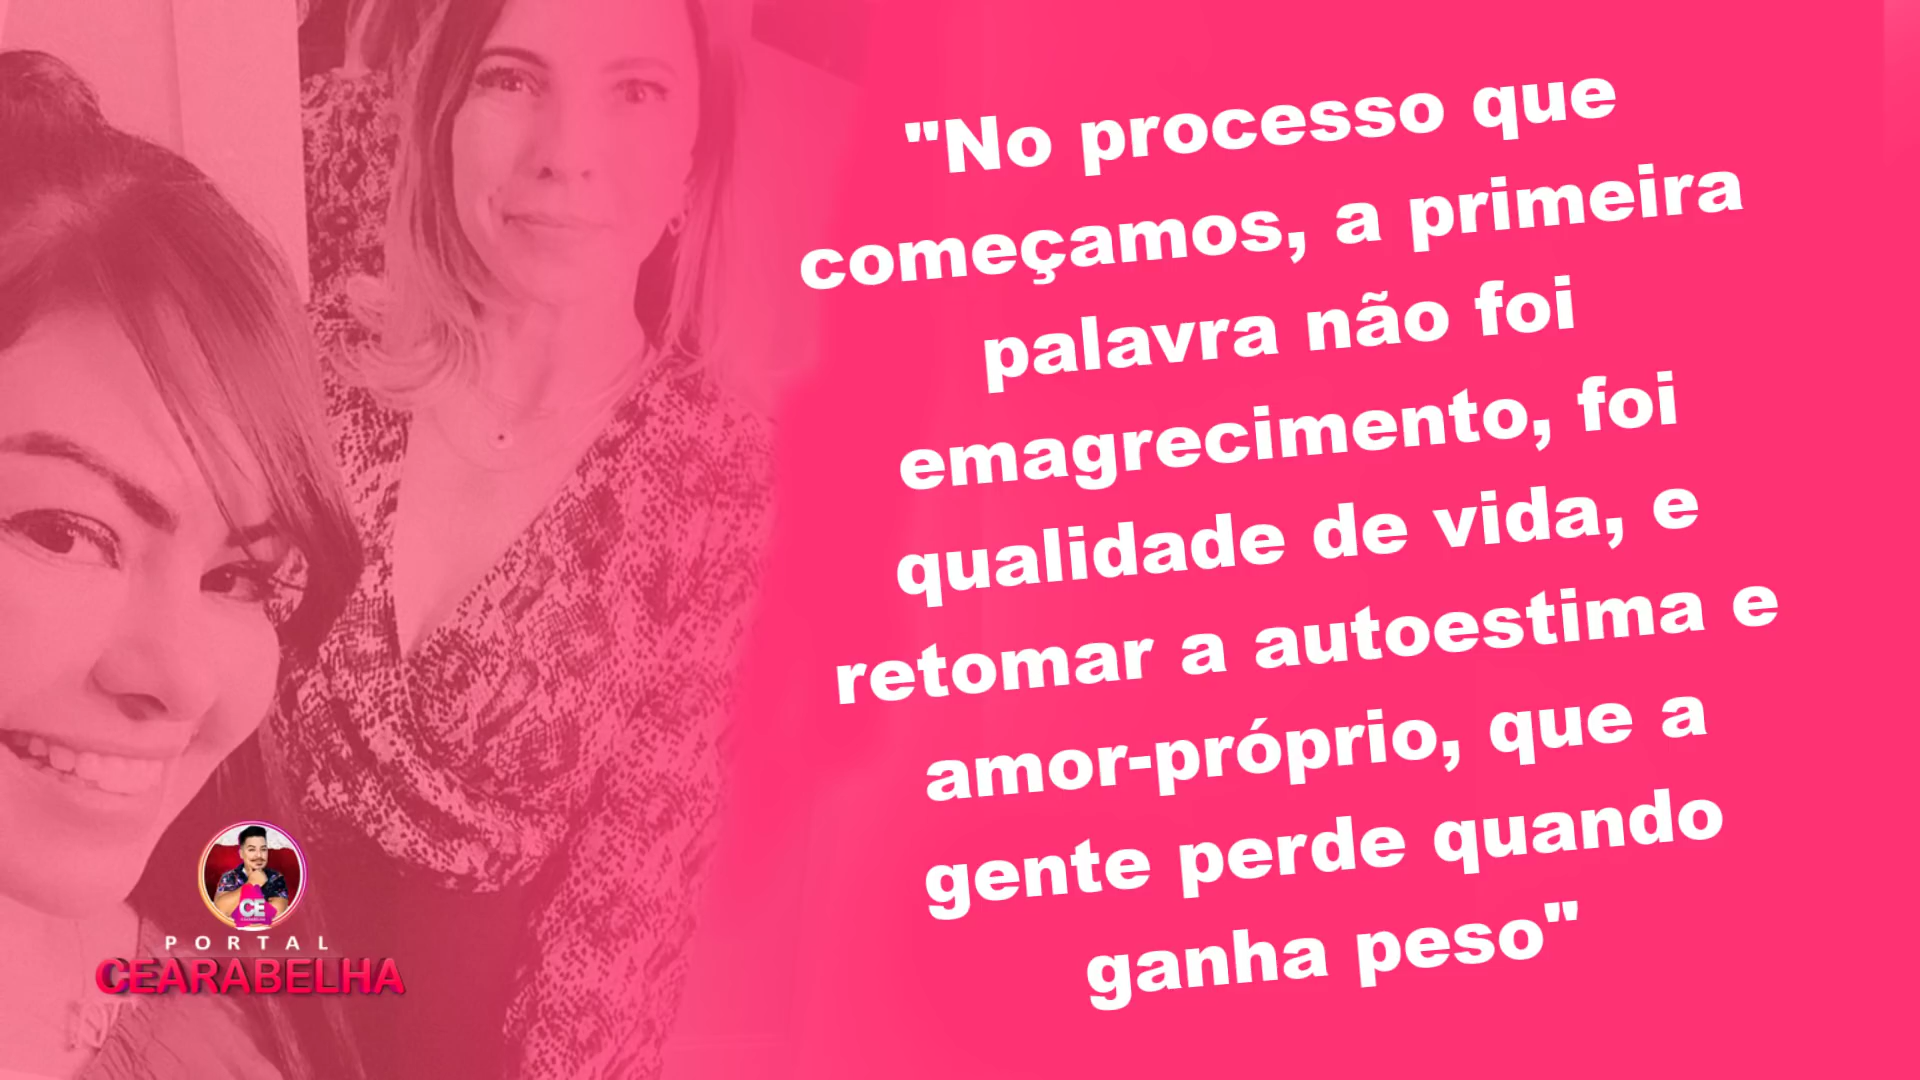 "No processo que
começamos, a primeira
palavra não foi
emagrecimento, foi
qualidade de vida, e
retomar a autoestima e
amor-próprio, que a
gente perde quando
ganha peso"
CE
PORTAL
CEARABELHA